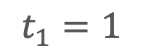 t₁ = 1